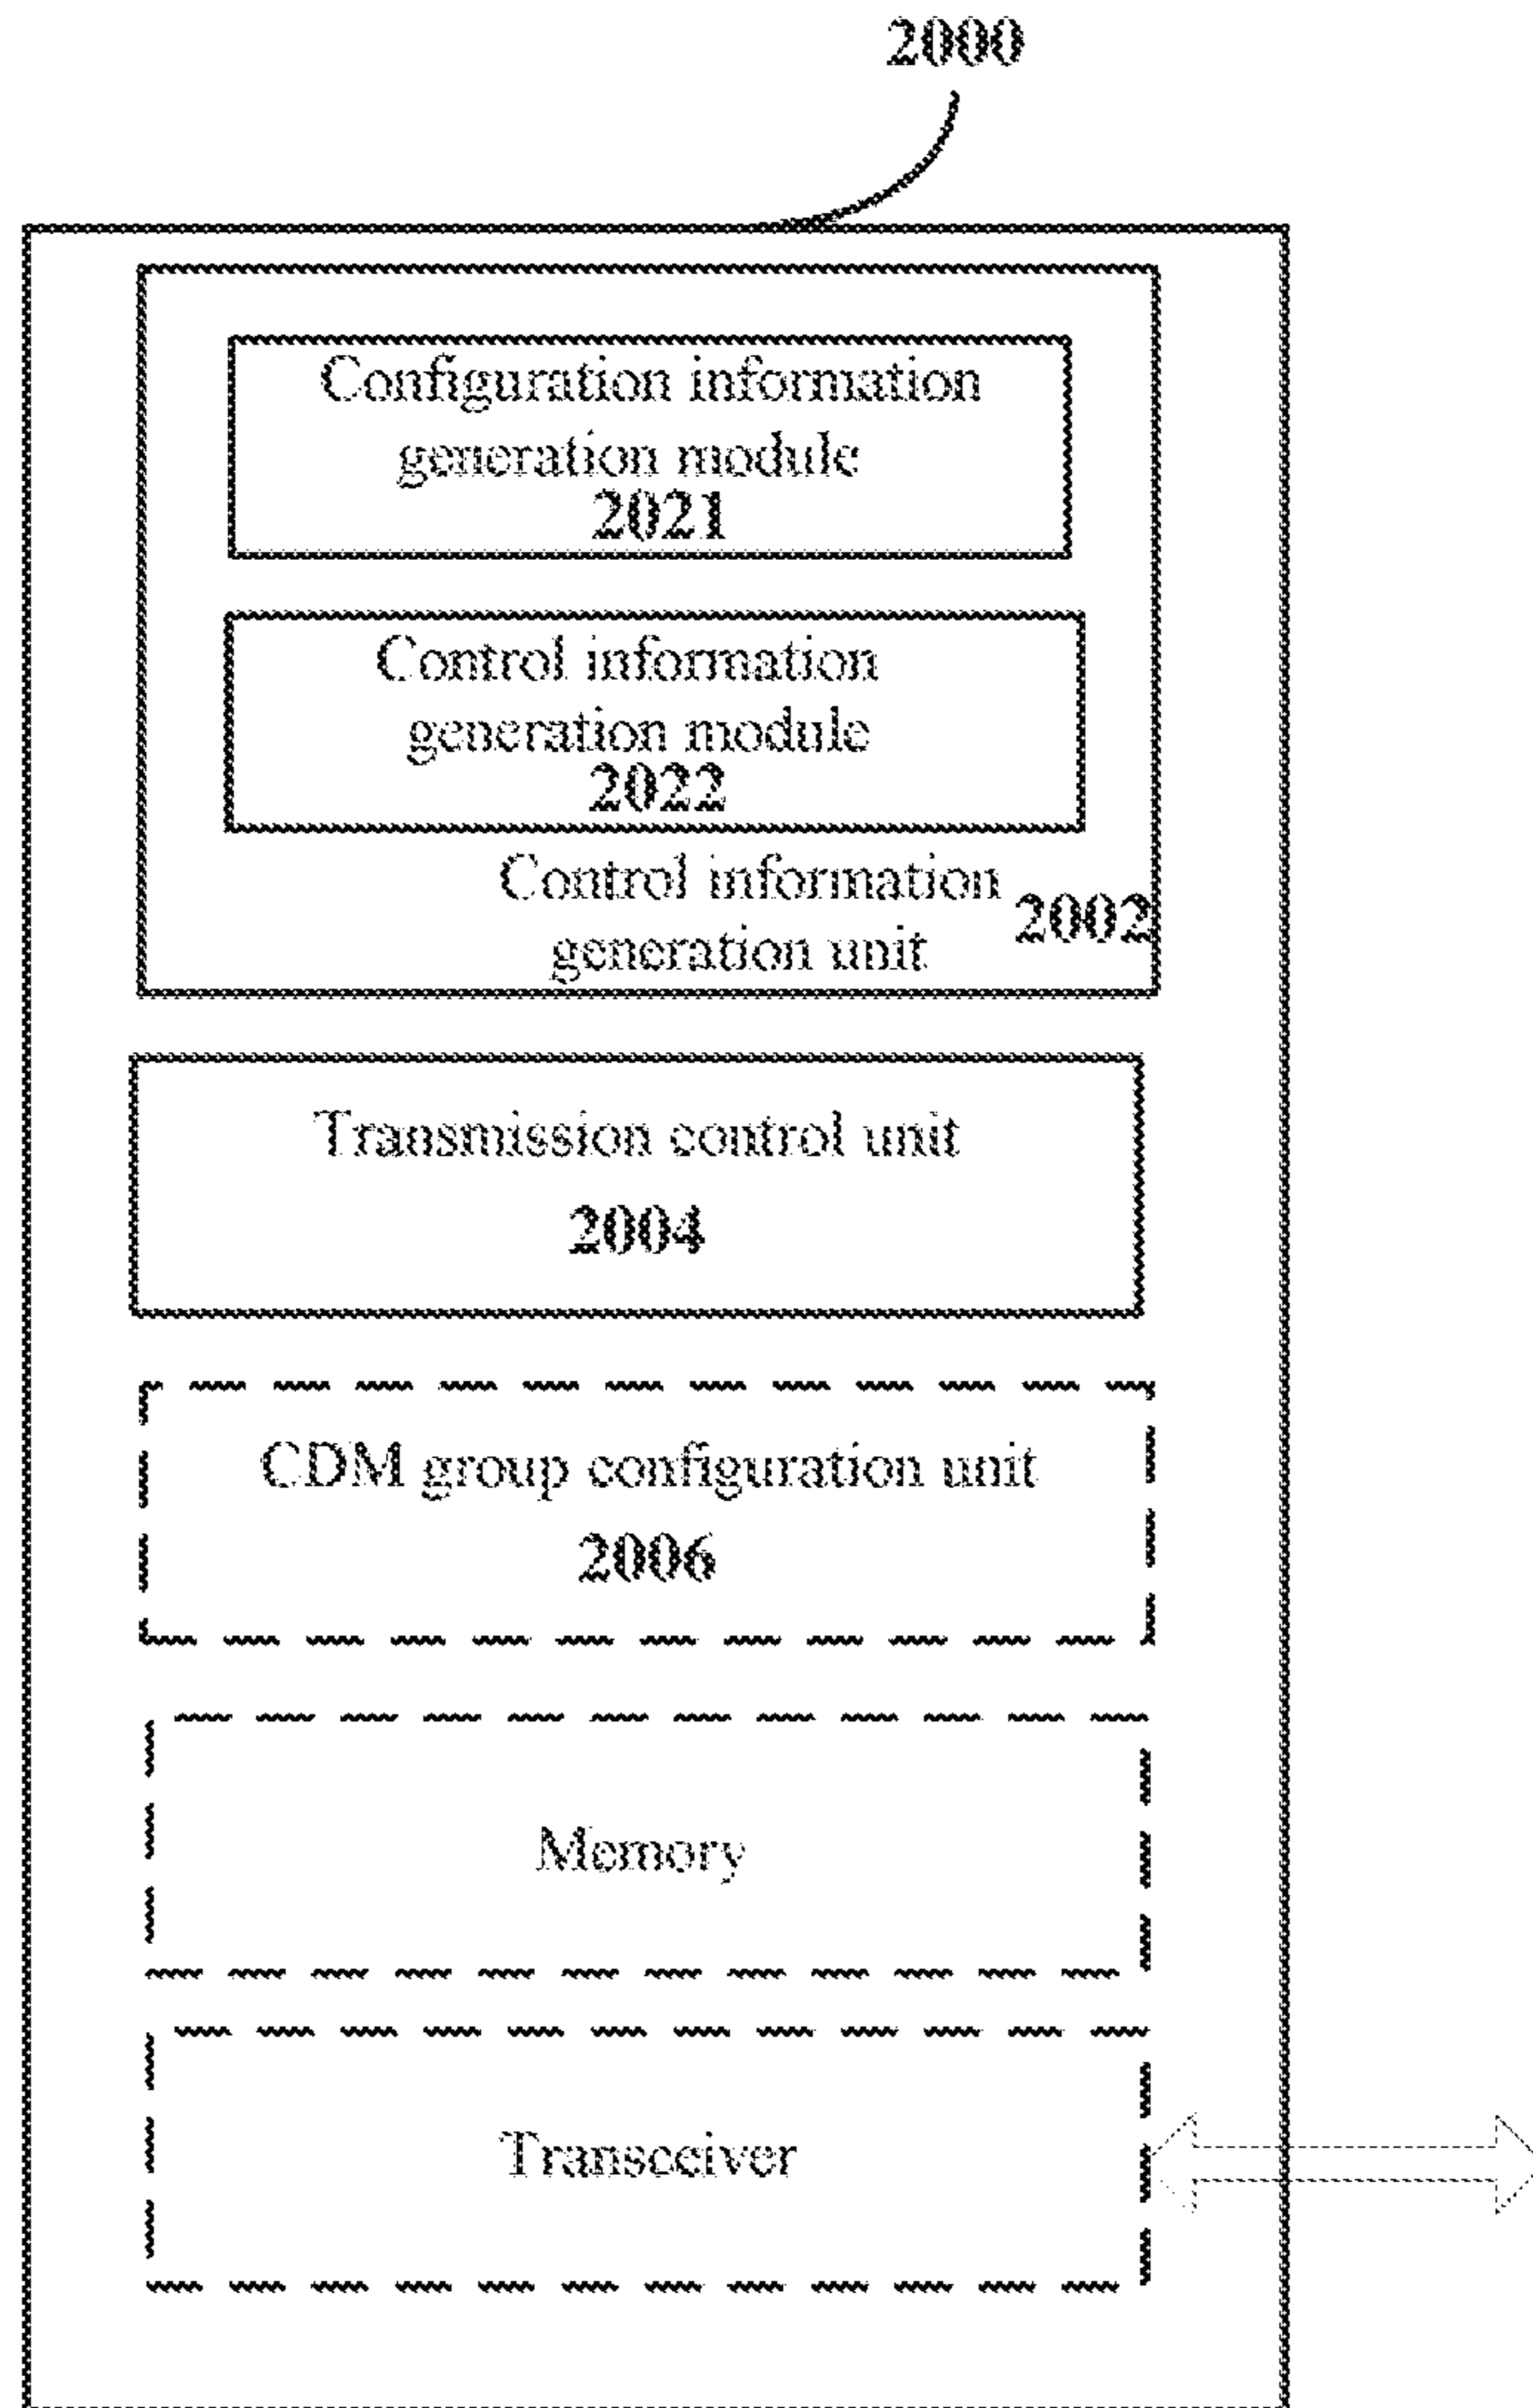 2000
Configuration information
generation module
2021
Control information
generation module
2022
Control information
generation unit
2002
Transmission control unit
2004
CDM group configuration unit
2006
Memory
Transceiver